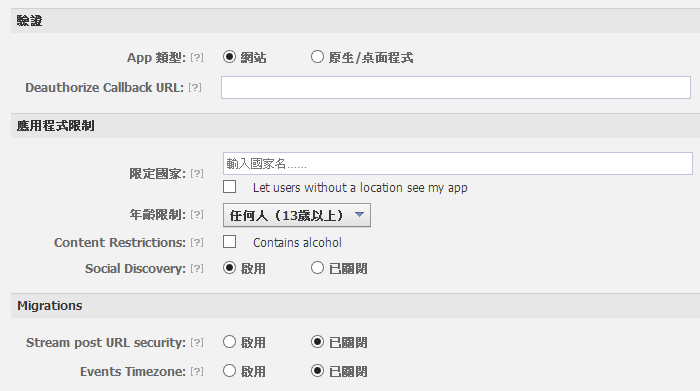 驗證
App 類型: [?] 網站 原生/桌面程式
Deauthorize Callback URL: [?]
應用程式限制
限定國家: [?] 輸入國家名......
Let users without a location see my app
年齡限制: [?] 任何人（13歲以上）
Content Restrictions: [?] Contains alcohol
Social Discovery: [?] 啟用 已關閉
Migrations
Stream post URL security: [?] 啟用 已關閉
Events Timezone: [?] 啟用 已關閉